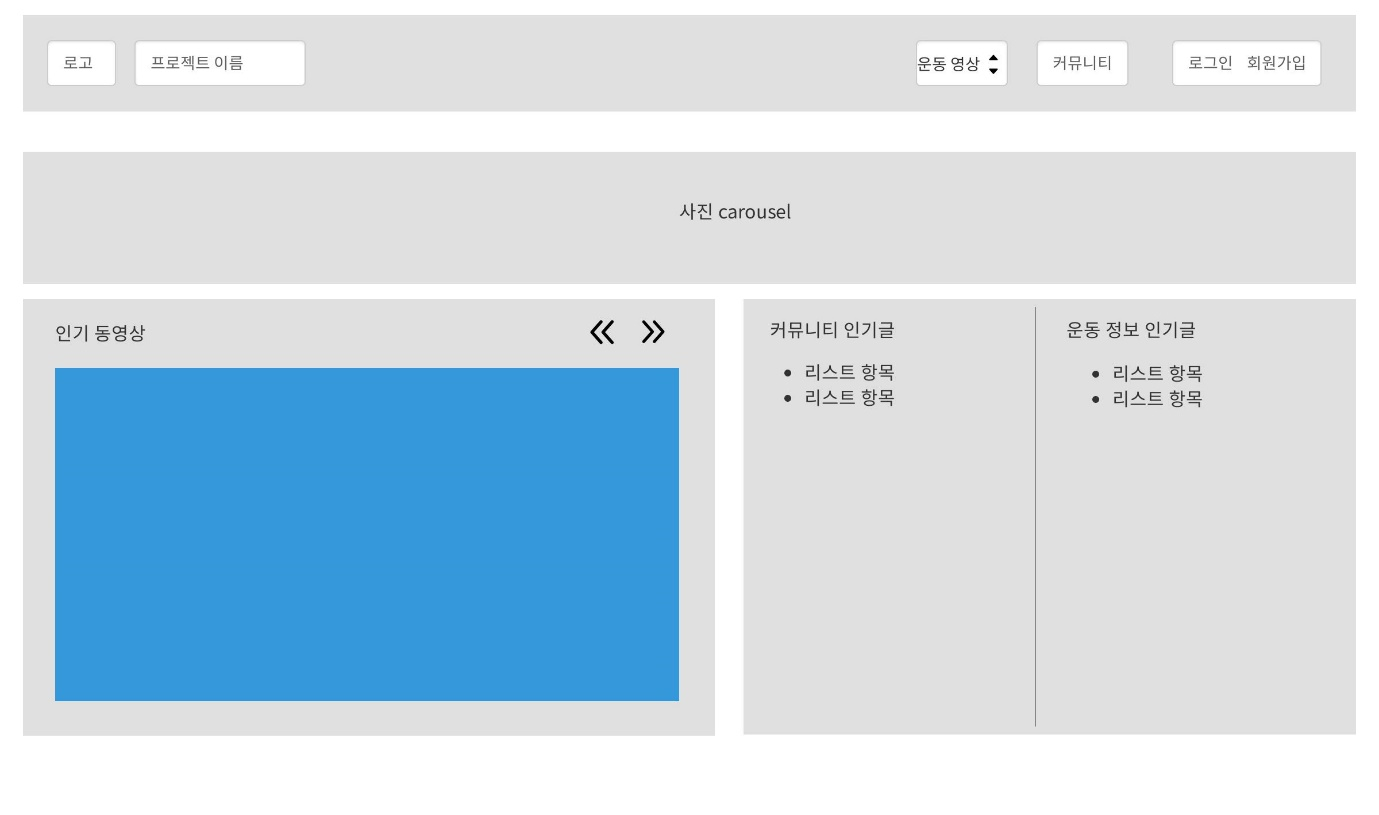 로고
프로젝트 이름
운동 영상
커뮤니티
로그인 회원가입
사진 carousel
인기 동영상
커뮤니티 인기글
리스트 항목
리스트 항목
운동 정보 인기글
리스트 항목
리스트 항목